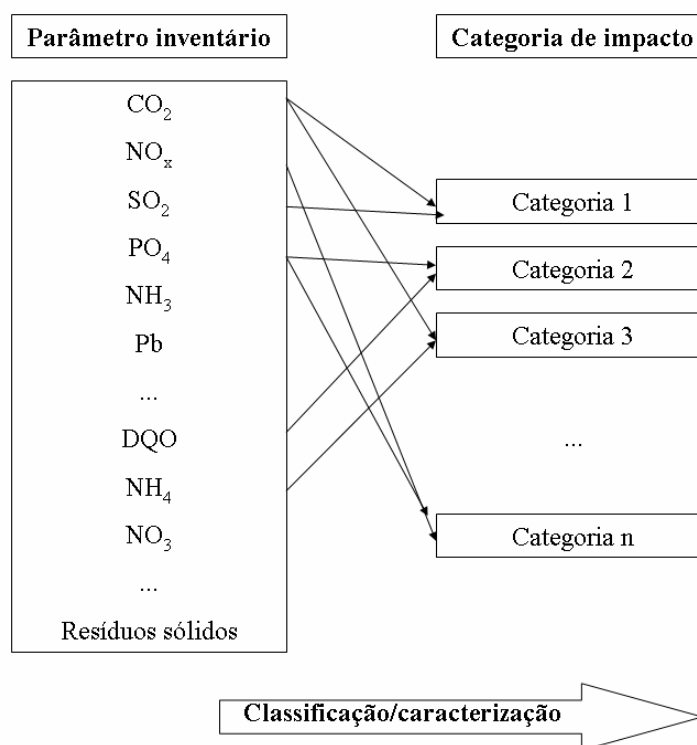 Parâmetro inventário
Categoria de impacto
CO₂
NOₓ
SO₂
PO₄
NH₃
Pb
...
DQO
NH₄
NO₃
...
Resíduos sólidos
Categoria 1
Categoria 2
Categoria 3
...
Categoria n
Classificação/caracterização